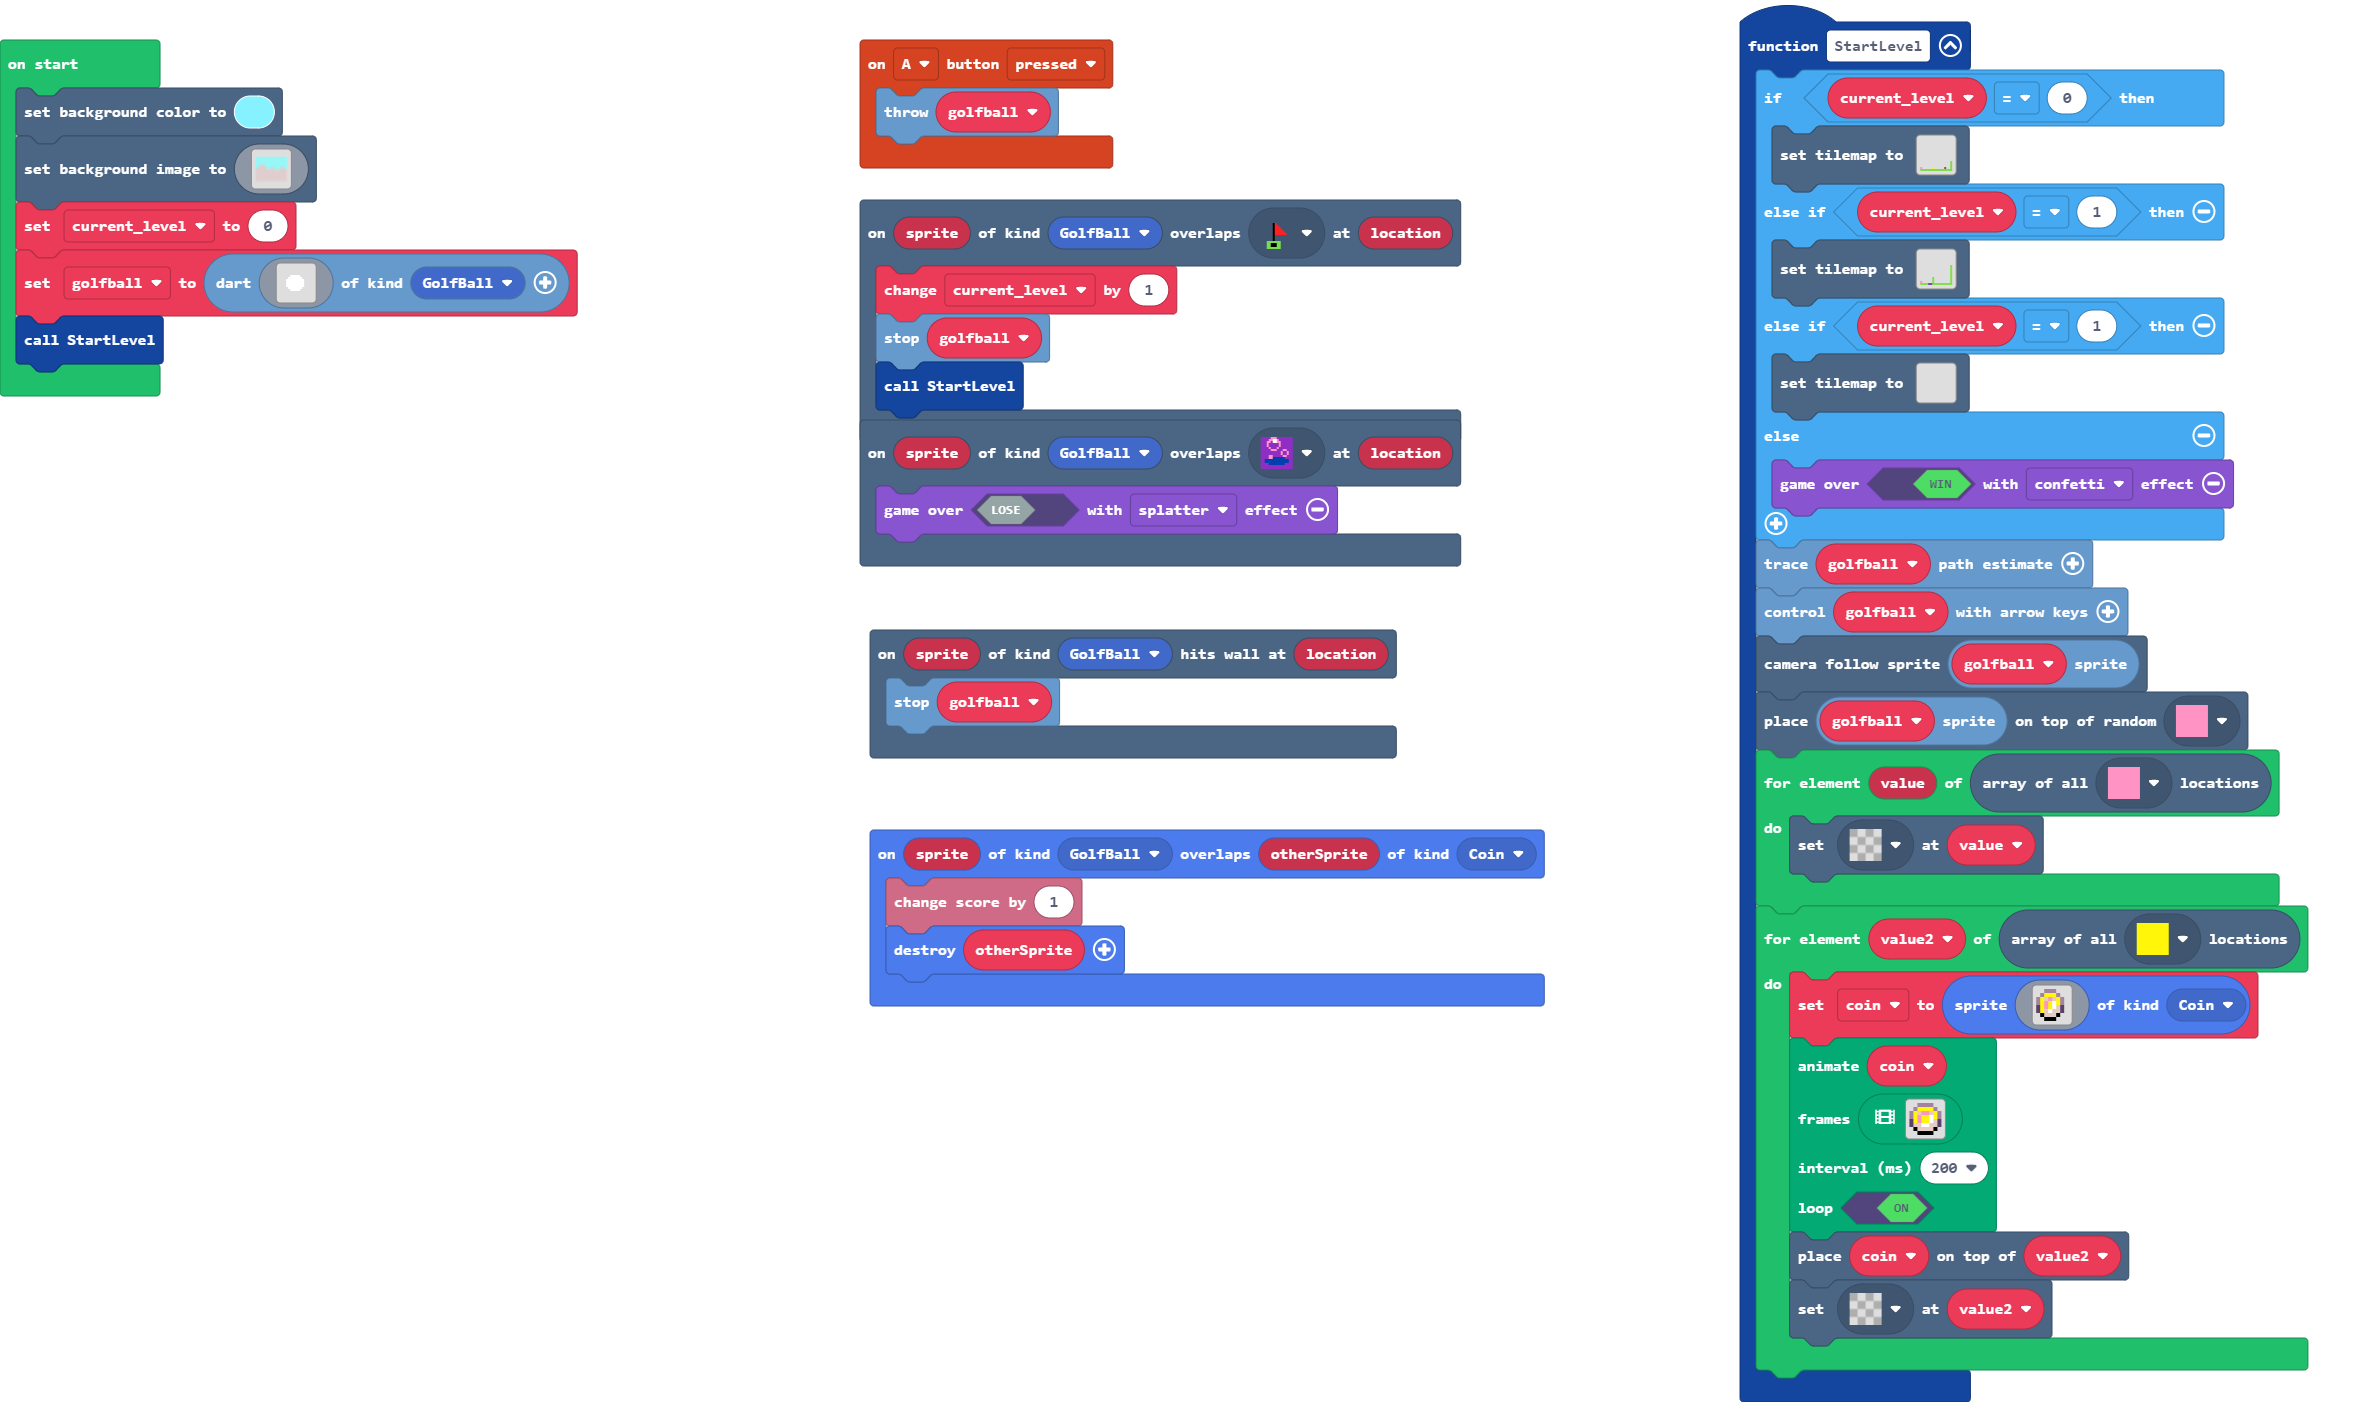 on start
set background color to
set background image to
set current_level to 0
set golfball to dart of kind GolfBall
call StartLevel
on A button pressed
throw golfball
on sprite of kind GolfBall overlaps at location
change current_level by 1
stop golfball
call StartLevel
on sprite of kind GolfBall overlaps at location
game over LOSE with splatter effect
on sprite of kind GolfBall hits wall at location
stop golfball
on sprite of kind GolfBall overlaps otherSprite of kind Coin
change score by 1
destroy otherSprite
function StartLevel
if current_level = 0 then
set tilemap to
else if current_level = 1 then
set tilemap to
else if current_level = 1 then
set tilemap to
else
game over WIN with confetti effect
trace golfball path estimate
control golfball with arrow keys
camera follow sprite golfball sprite
place golfball sprite on top of random
for element value of array of all locations
do
set at value
for element value2 of array of all locations
do
set coin to sprite of kind Coin
animate coin
frames
interval (ms) 200
loop ON
place coin on top of value2
set at value2